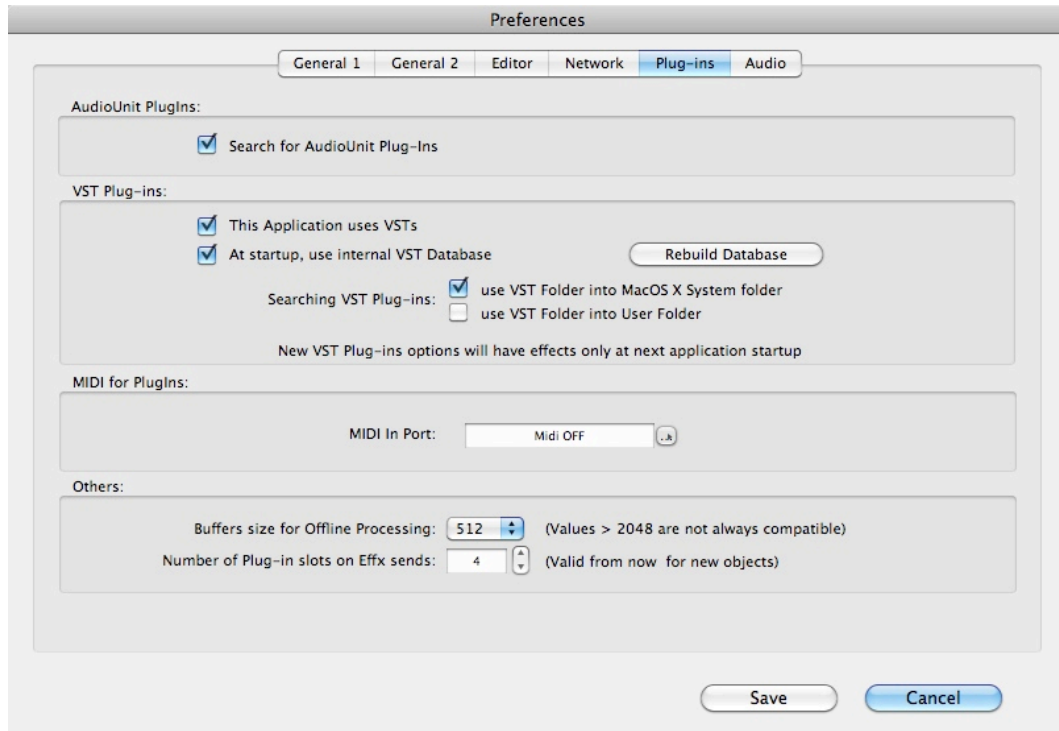 Preferences
General 1 General 2 Editor Network Plug-ins Audio
AudioUnit PlugIns:
Search for AudioUnit Plug-Ins
VST Plug-ins:
This Application uses VSTs
At startup, use internal VST Database Rebuild Database
Searching VST Plug-ins: use VST Folder into MacOS X System folder
use VST Folder into User Folder
New VST Plug-ins options will have effects only at next application startup
MIDI for PlugIns:
MIDI In Port: Midi OFF
Others:
Buffers size for Offline Processing: 512 (Values > 2048 are not always compatible)
Number of Plug-in slots on Effx sends: 4 (Valid from now for new objects)
Save Cancel